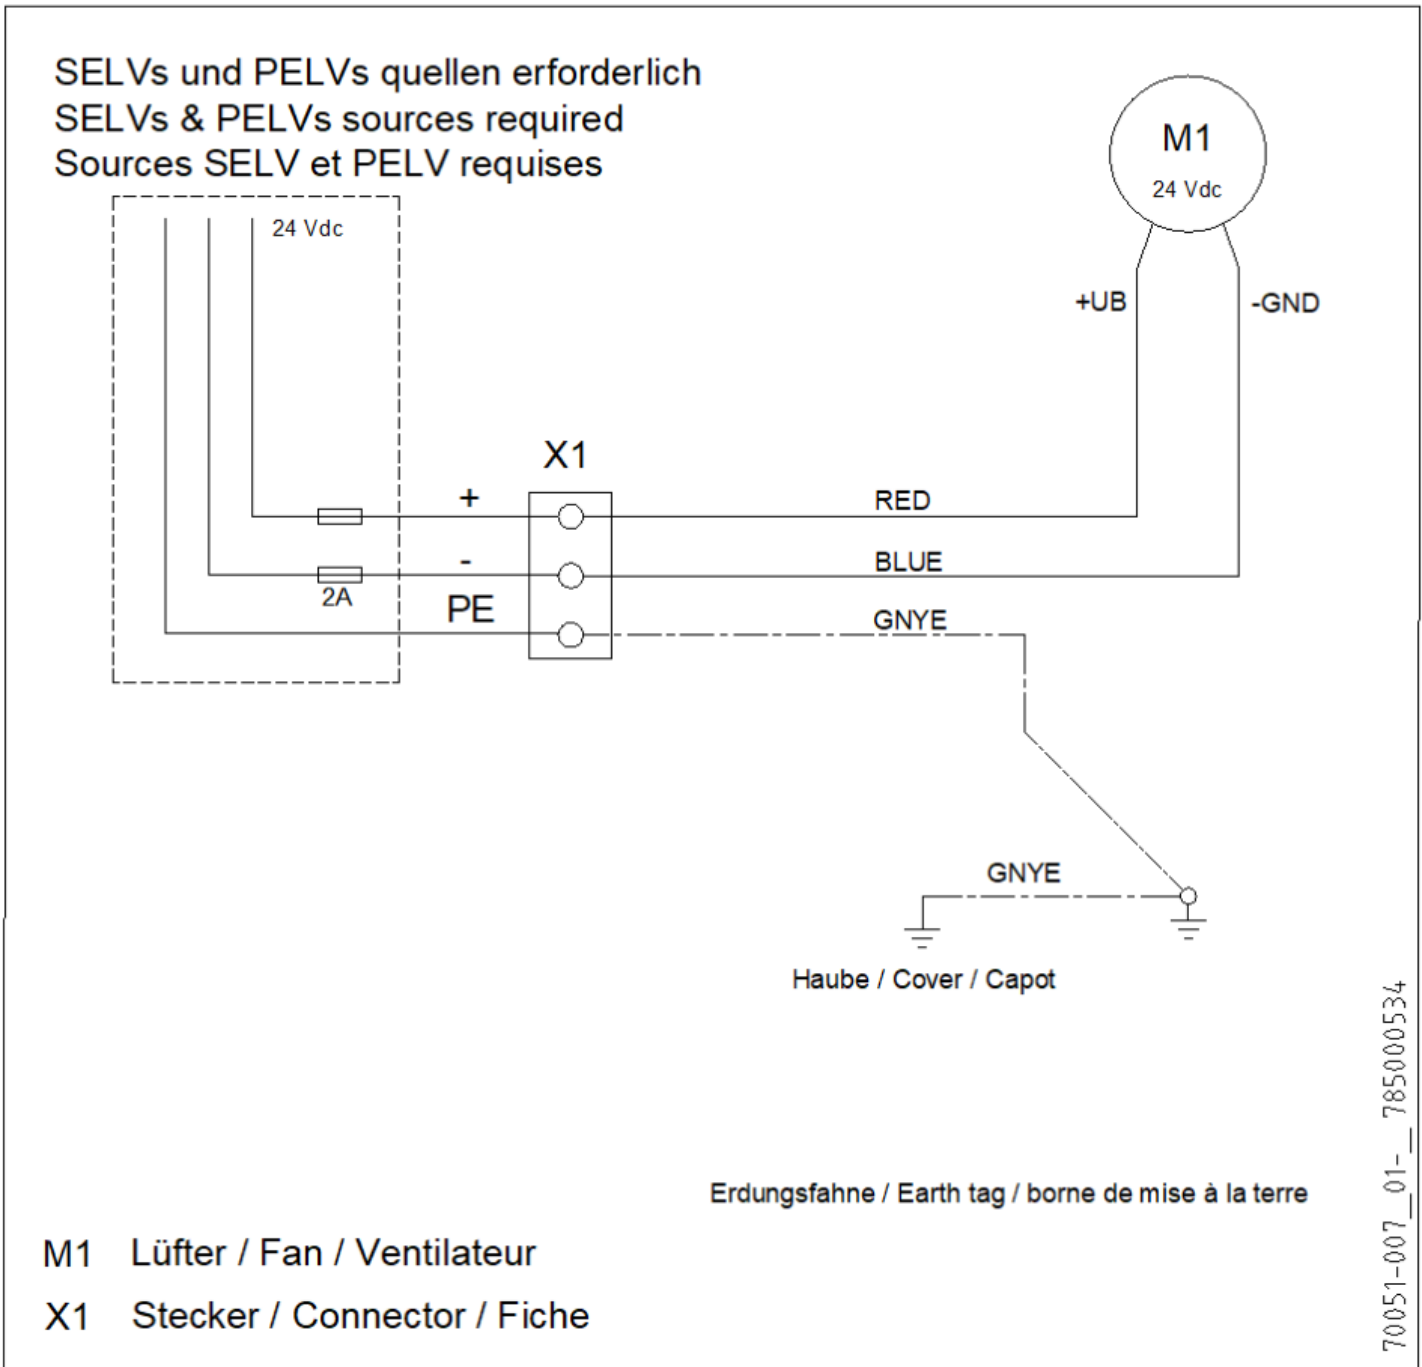 SELVs und PELVs quellen erforderlich
SELVs & PELVs sources required
Sources SELV et PELV requises
24 Vdc
M1
24 Vdc
+UB
-GND
X1
+
RED
-
BLUE
2A
PE
GNYE
GNYE
Haube / Cover / Capot
Erdungsfahne / Earth tag / borne de mise à la terre
M1 Lüfter / Fan / Ventilateur
X1 Stecker / Connector / Fiche
70051-007__01-__785000534